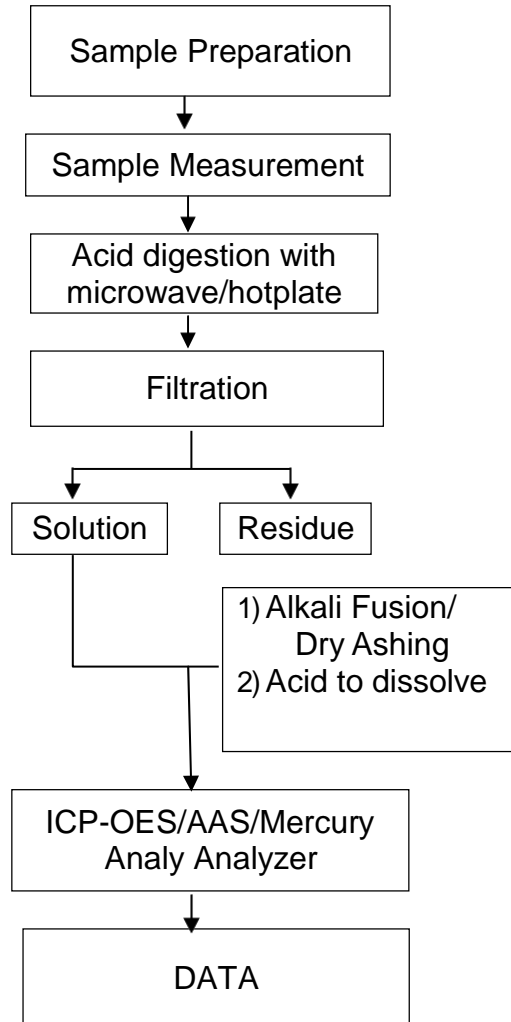 Sample Preparation
Sample Measurement
Acid digestion with
microwave/hotplate
Filtration
Solution
Residue
1) Alkali Fusion/
Dry Ashing
2) Acid to dissolve
ICP-OES/AAS/Mercury
Analy Analyzer
DATA